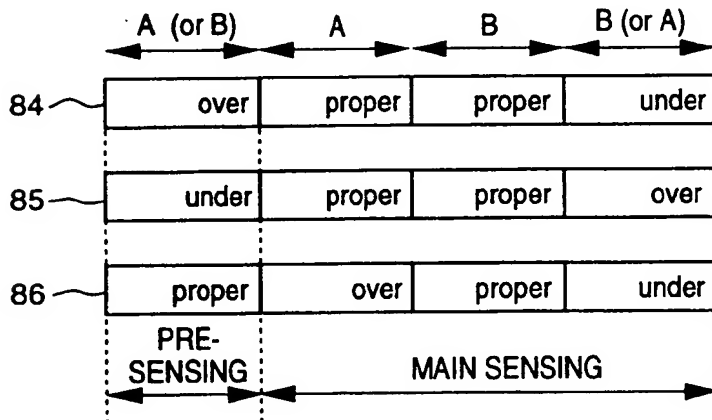 A (or B) A B B (or A)
84 over proper proper under
85 under proper proper over
86 proper over proper under
PRE-
SENSING MAIN SENSING